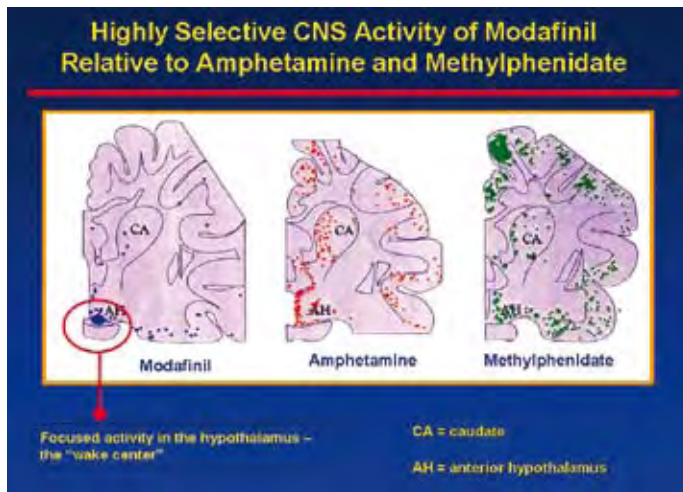 Highly Selective CNS Activity of Modafinil
Relative to Amphetamine and Methylphenidate
CA
AH
Modafinil
CA
AH
Amphetamine
CA
AH
Methylphenidate
Focused activity in the hypothalamus –
the "wake center"
CA = caudate
AH = anterior hypothalamus